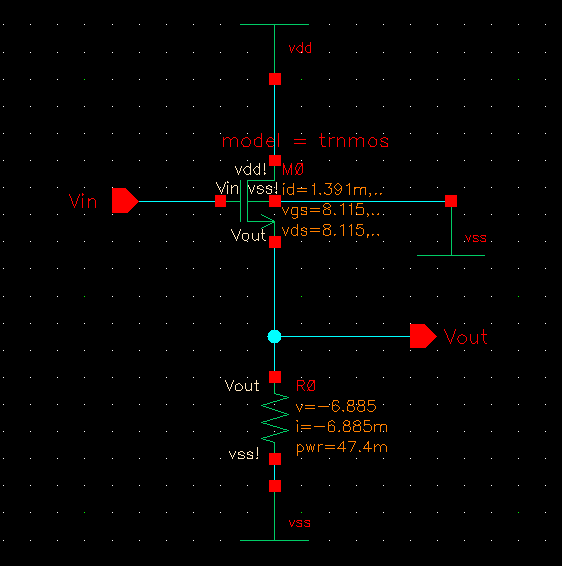 vdd
model = trnmos
vdd! M0
Vin Vin vss! id=1.391m,..
vgs=8.115,..
Vout vds=8.115,..
vss
Vout
Vout R0
v=-6.885
i=-6.885m
vss! pwr=47.4m
vss